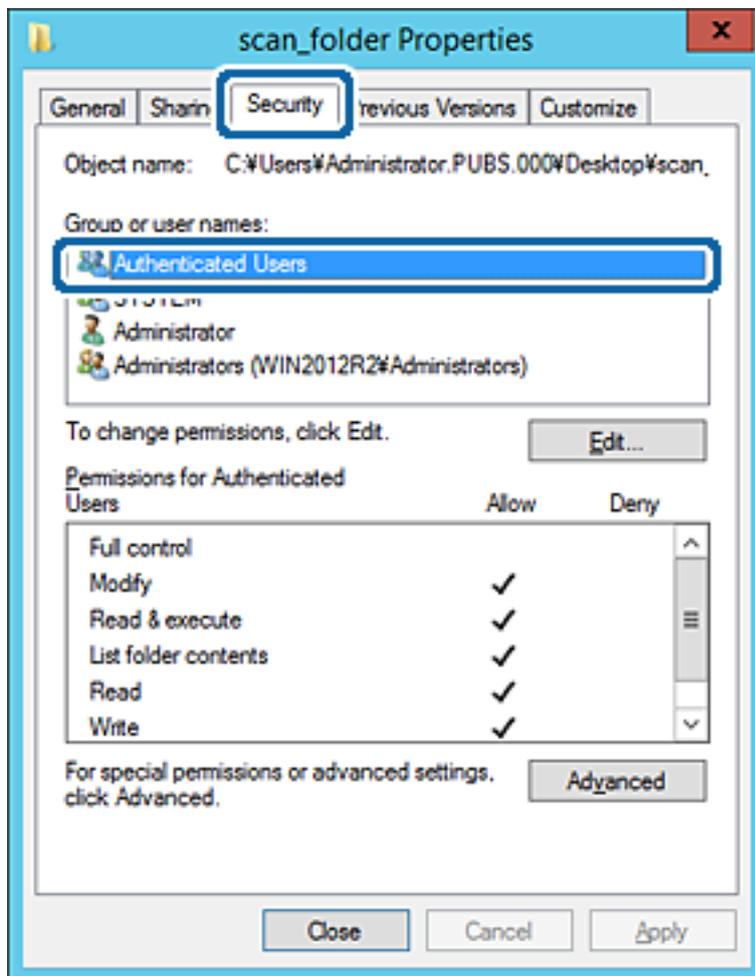 scan_folder Properties
General Sharin Security revious Versions Customize
Object name: C:¥Users¥Administrator.PUBS.000¥Desktop¥scan_
Group or user names:
Authenticated Users
SYSTEM
Administrator
Administrators (WIN2012R2¥Administrators)
To change permissions, click Edit.
Edit...
Permissions for Authenticated
Users Allow Deny
Full control
Modify
Read & execute
List folder contents
Read
Write
For special permissions or advanced settings,
click Advanced.
Advanced
Close Cancel Apply